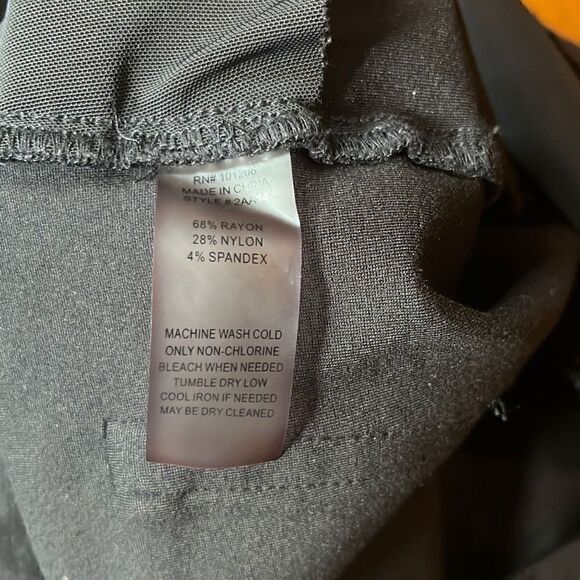 RN# 101206
MADE IN CHINA
STYLE #
68% RAYON
28% NYLON
4% SPANDEX
MACHINE WASH COLD
ONLY NON-CHLORINE
BLEACH WHEN NEEDED
TUMBLE DRY LOW
COOL IRON IF NEEDED
MAY BE DRY CLEANED